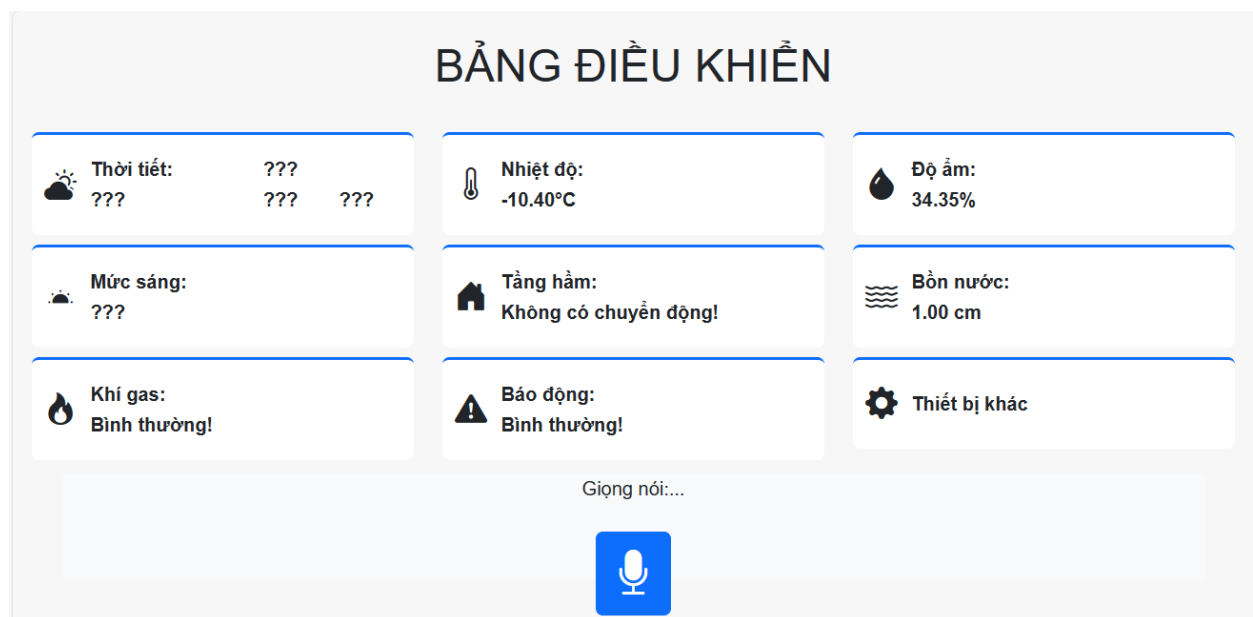 BẢNG ĐIỀU KHIỂN
Thời tiết: ???
??? ??? ???
Nhiệt độ:
-10.40°C
Độ ẩm:
34.35%
Mức sáng:
???
Tầng hầm:
Không có chuyển động!
Bồn nước:
1.00 cm
Khí gas:
Bình thường!
Báo động:
Bình thường!
Thiết bị khác
Giọng nói:...